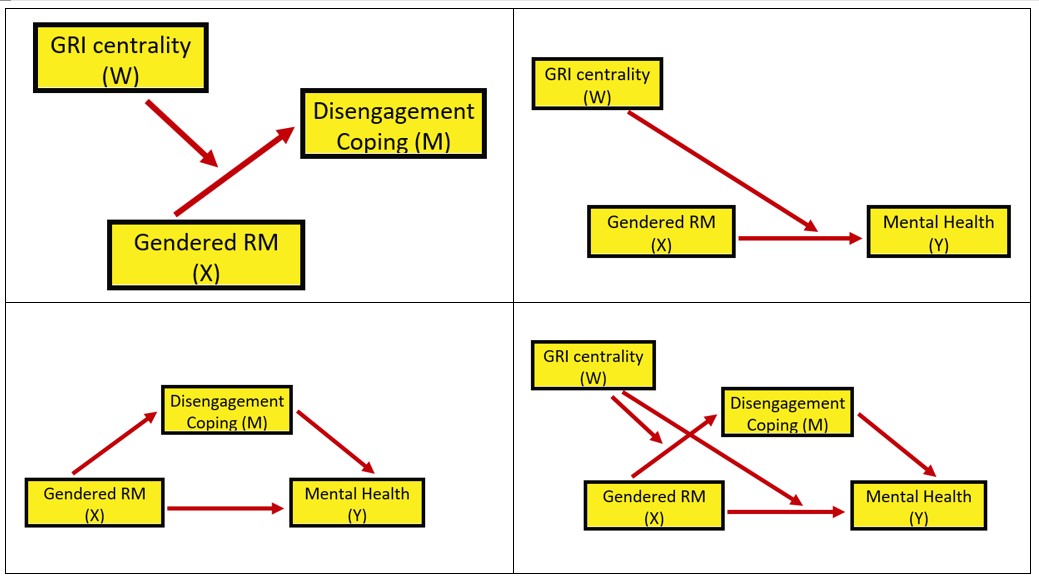 GRI centrality
(W)
Disengagement
Coping (M)
Gendered RM
(X)
GRI centrality
(W)
Gendered RM
(X)
Mental Health
(Y)
Disengagement
Coping (M)
Gendered RM
(X)
Mental Health
(Y)
GRI centrality
(W)
Disengagement
Coping (M)
Gendered RM
(X)
Mental Health
(Y)